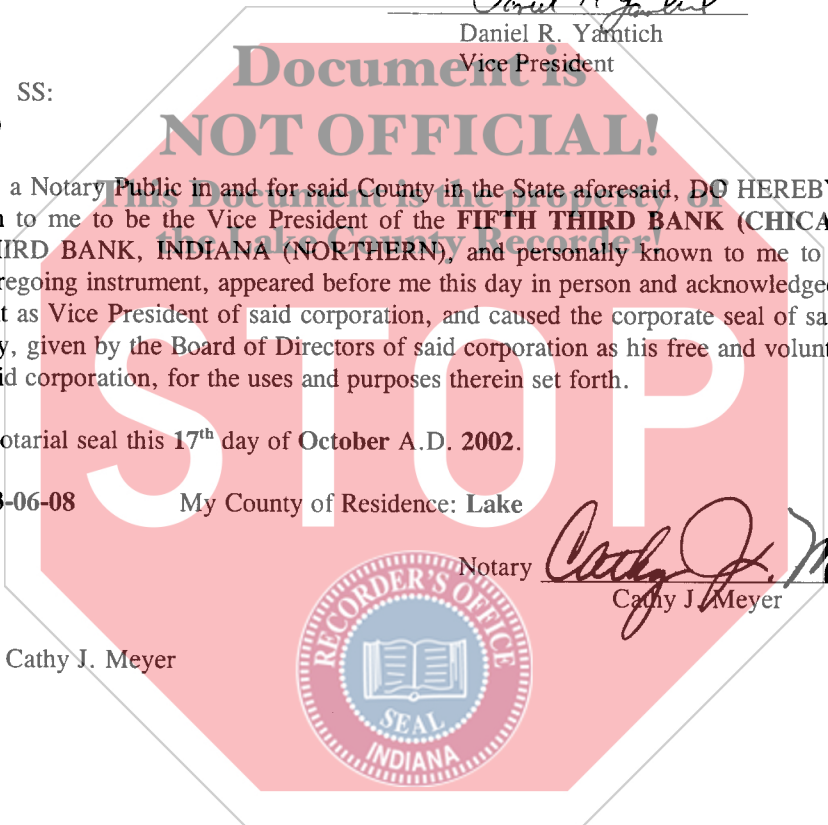 Daniel R. Yamtich
Vice President
SS:
Document is
NOT OFFICIAL!
This Document is the property of
the Lake County Recorder!
a Notary Public in and for said County in the State aforesaid, DO HEREBY
to me to be the Vice President of the FIFTH THIRD BANK (CHICA
IRD BANK, INDIANA (NORTHERN), and personally known to me to
regoing instrument, appeared before me this day in person and acknowledge
t as Vice President of said corporation, and caused the corporate seal of sa
y, given by the Board of Directors of said corporation as his free and volunt
id corporation, for the uses and purposes therein set forth.
STOP
otarial seal this 17th day of October A.D. 2002.
-06-08 My County of Residence: Lake
Notary Cathy J. M
Cathy J. Meyer
Cathy J. Meyer
RECORDER'S OFFICE
SEAL
INDIANA